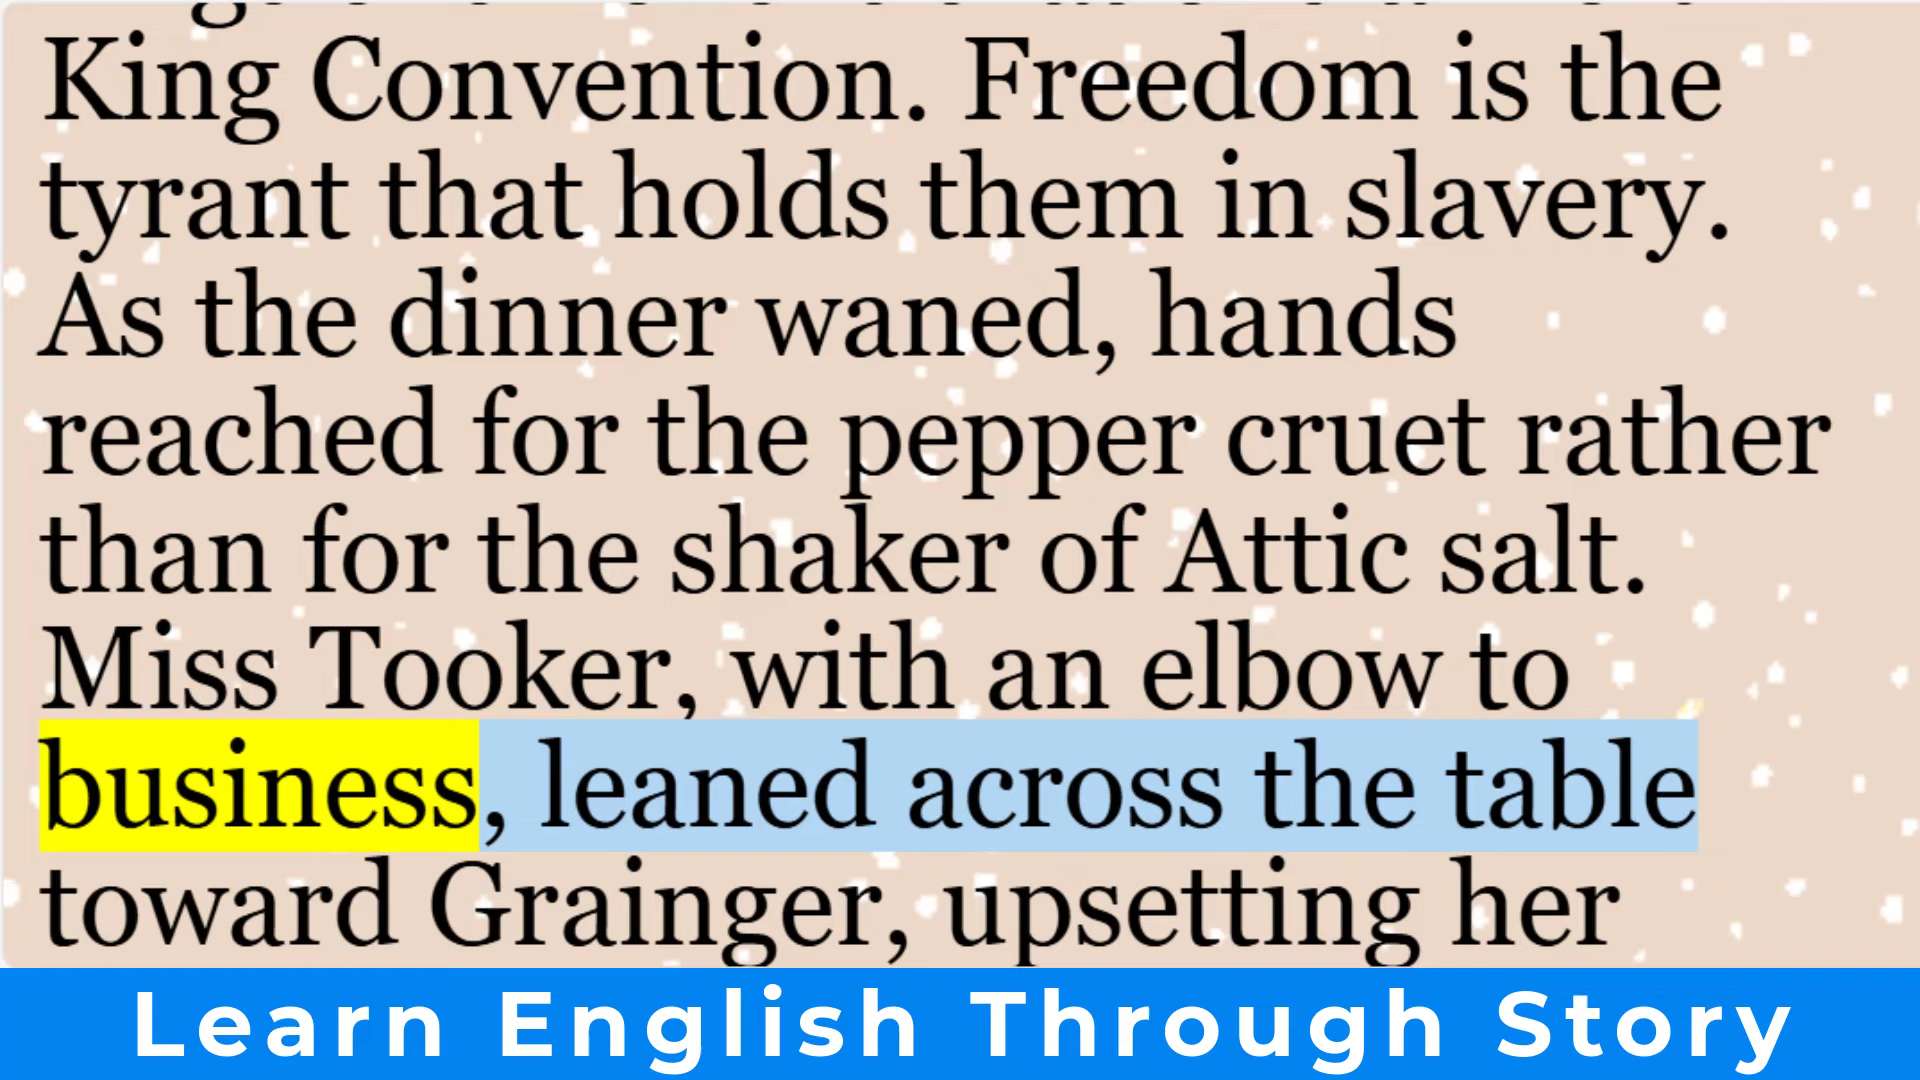 King Convention. Freedom is the
tyrant that holds them in slavery.
As the dinner waned, hands
reached for the pepper cruet rather
than for the shaker of Attic salt.
Miss Tooker, with an elbow to
business, leaned across the table
toward Grainger, upsetting her
Learn English Through Story